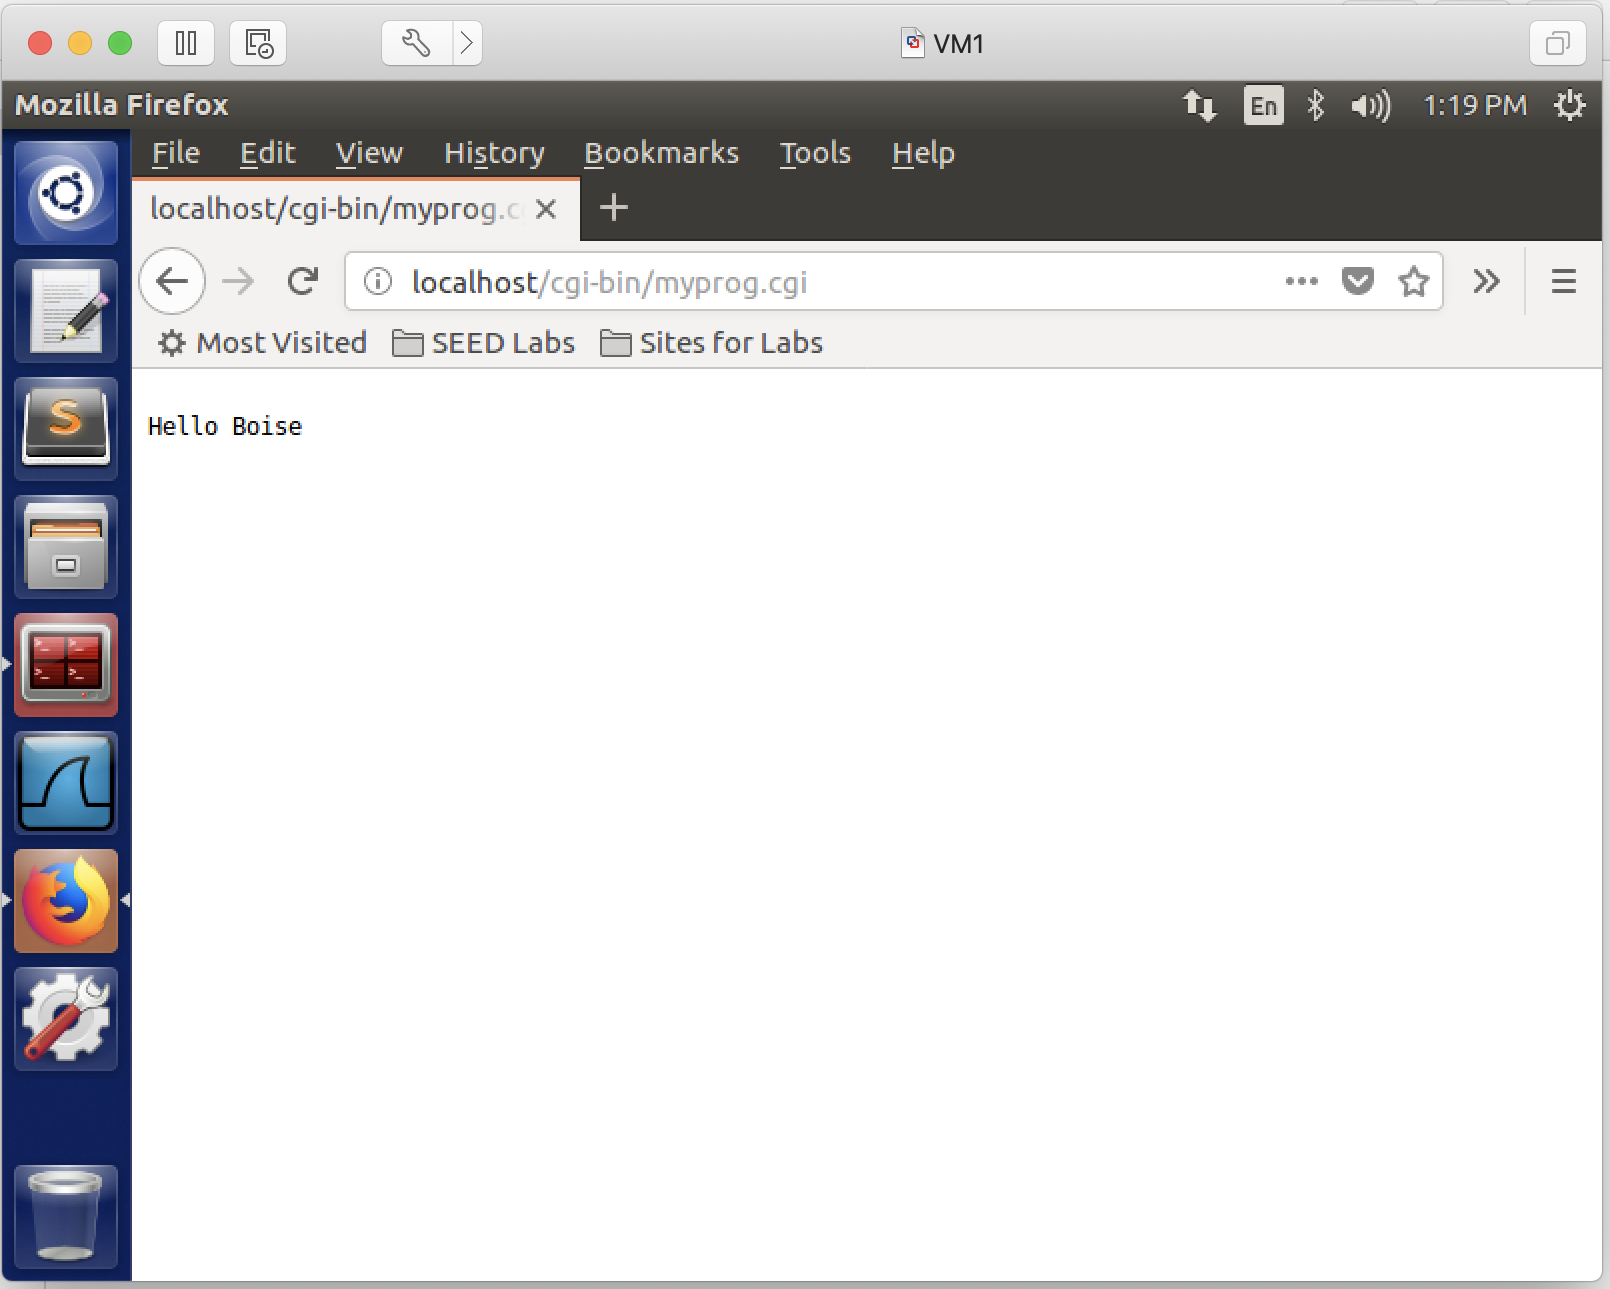 VM1
Mozilla Firefox En 1:19 PM
File Edit View History Bookmarks Tools Help
localhost/cgi-bin/myprog.c
localhost/cgi-bin/myprog.cgi
Most Visited SEED Labs Sites for Labs
Hello Boise